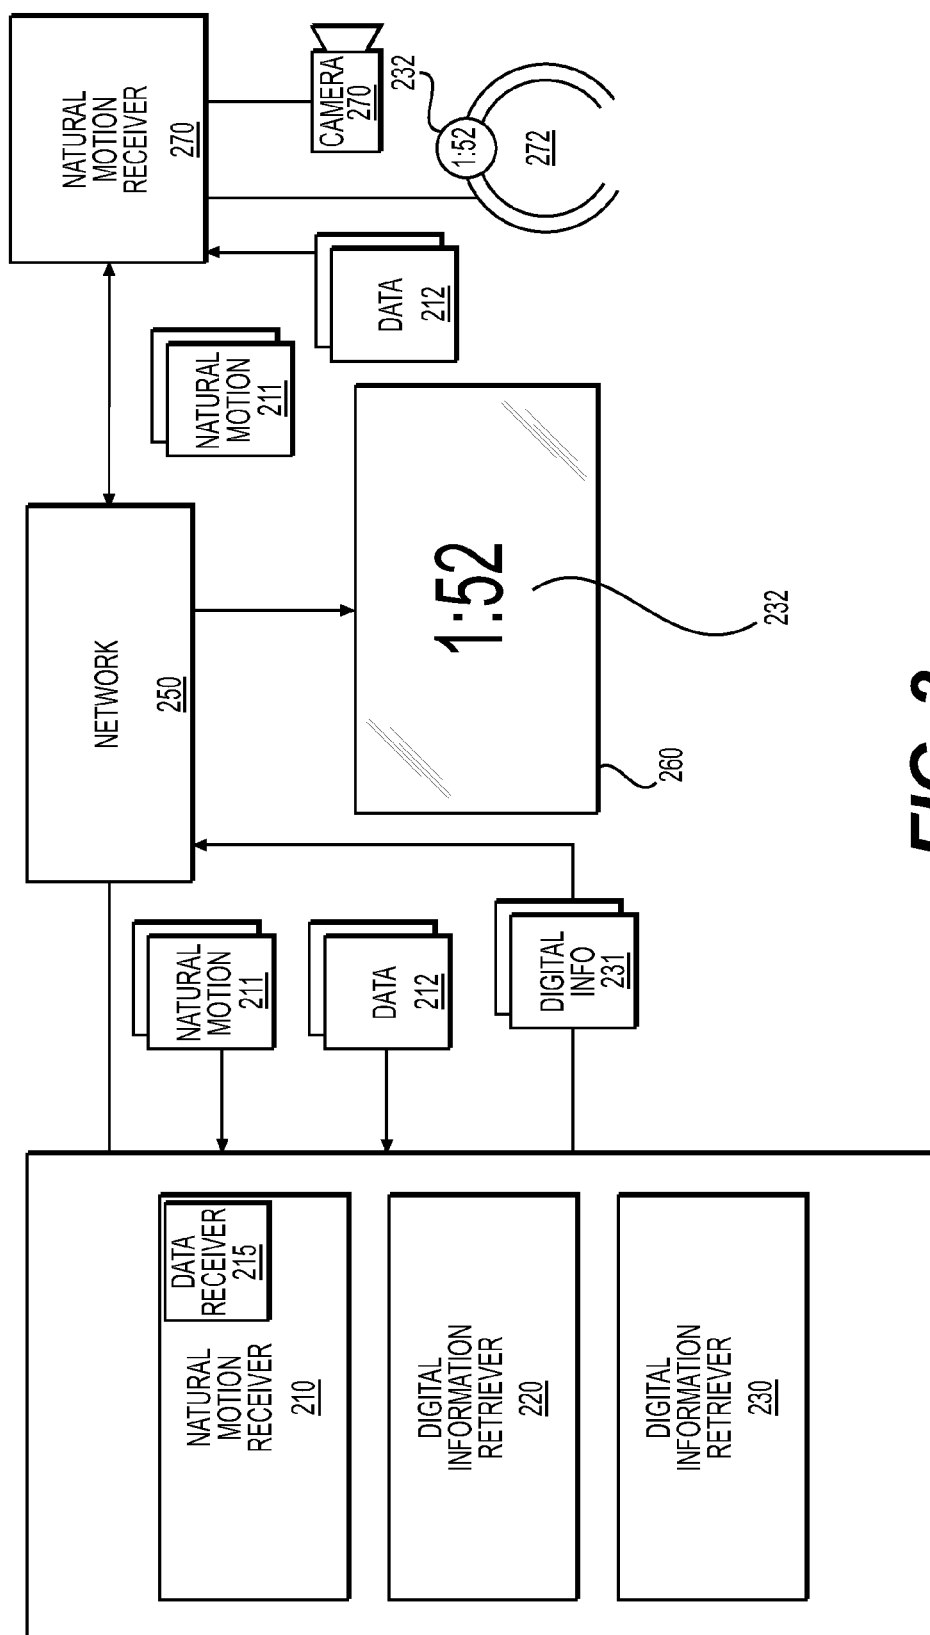 NATURAL
MOTION
RECEIVER
210
DATA
RECEIVER
215
DIGITAL
INFORMATION
RETRIEVER
220
DIGITAL
INFORMATION
RETRIEVER
230
NATURAL
MOTION
211
DATA
212
DIGITAL
INFO
231
NETWORK
250
1:52
232
260
NATURAL
MOTION
211
DATA
212
NATURAL
MOTION
RECEIVER
270
CAMERA
270
232
1:52
272
FIG.